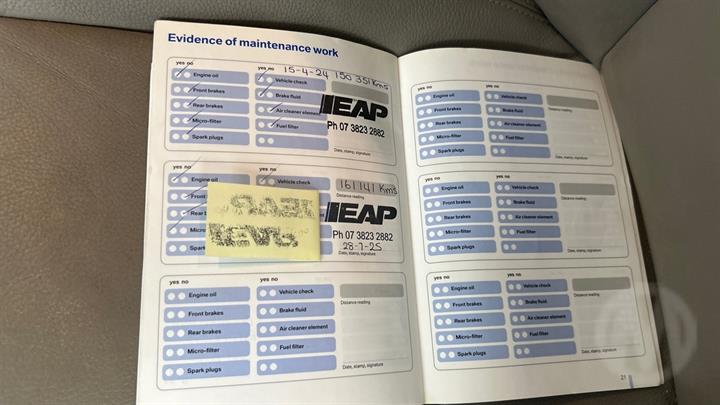 Evidence of maintenance work
yes no
15-4-24 150 351 Kms
Engine oil
Vehicle check
Front brakes
Brake fluid
Rear brakes
Air cleaner element
Micro-filter
Fuel filter
Spark plugs
IEAP
Ph 07 3823 2882
Date, stamp, signature
yes no
yes no
Engine oil
Vehicle check
161141 Kms
Distance reading
IEAP
Ph 07 3823 2882
28-7-25
Date, stamp, signature
yes no
yes no
Engine oil
Vehicle check
Front brakes
Brake fluid
Distance reading
Rear brakes
Air cleaner element
Micro-filter
Fuel filter
Spark plugs
Date, stamp, signature
yes no
yes no
Engine oil
Vehicle check
Front brakes
Brake fluid
Distance reading
Rear brakes
Air cleaner element
Micro-filter
Fuel filter
Spark plugs
Date, stamp, signature
yes no
yes no
Engine oil
Vehicle check
Front brakes
Brake fluid
Distance reading
Rear brakes
Air cleaner element
Micro-filter
Fuel filter
Spark plugs
Date, stamp, signature
yes no
yes no
Engine oil
Vehicle check
Front brakes
Brake fluid
Distance reading
Rear brakes
Air cleaner element
Micro-filter
Fuel filter
Spark plugs
Date, stamp, signature
21